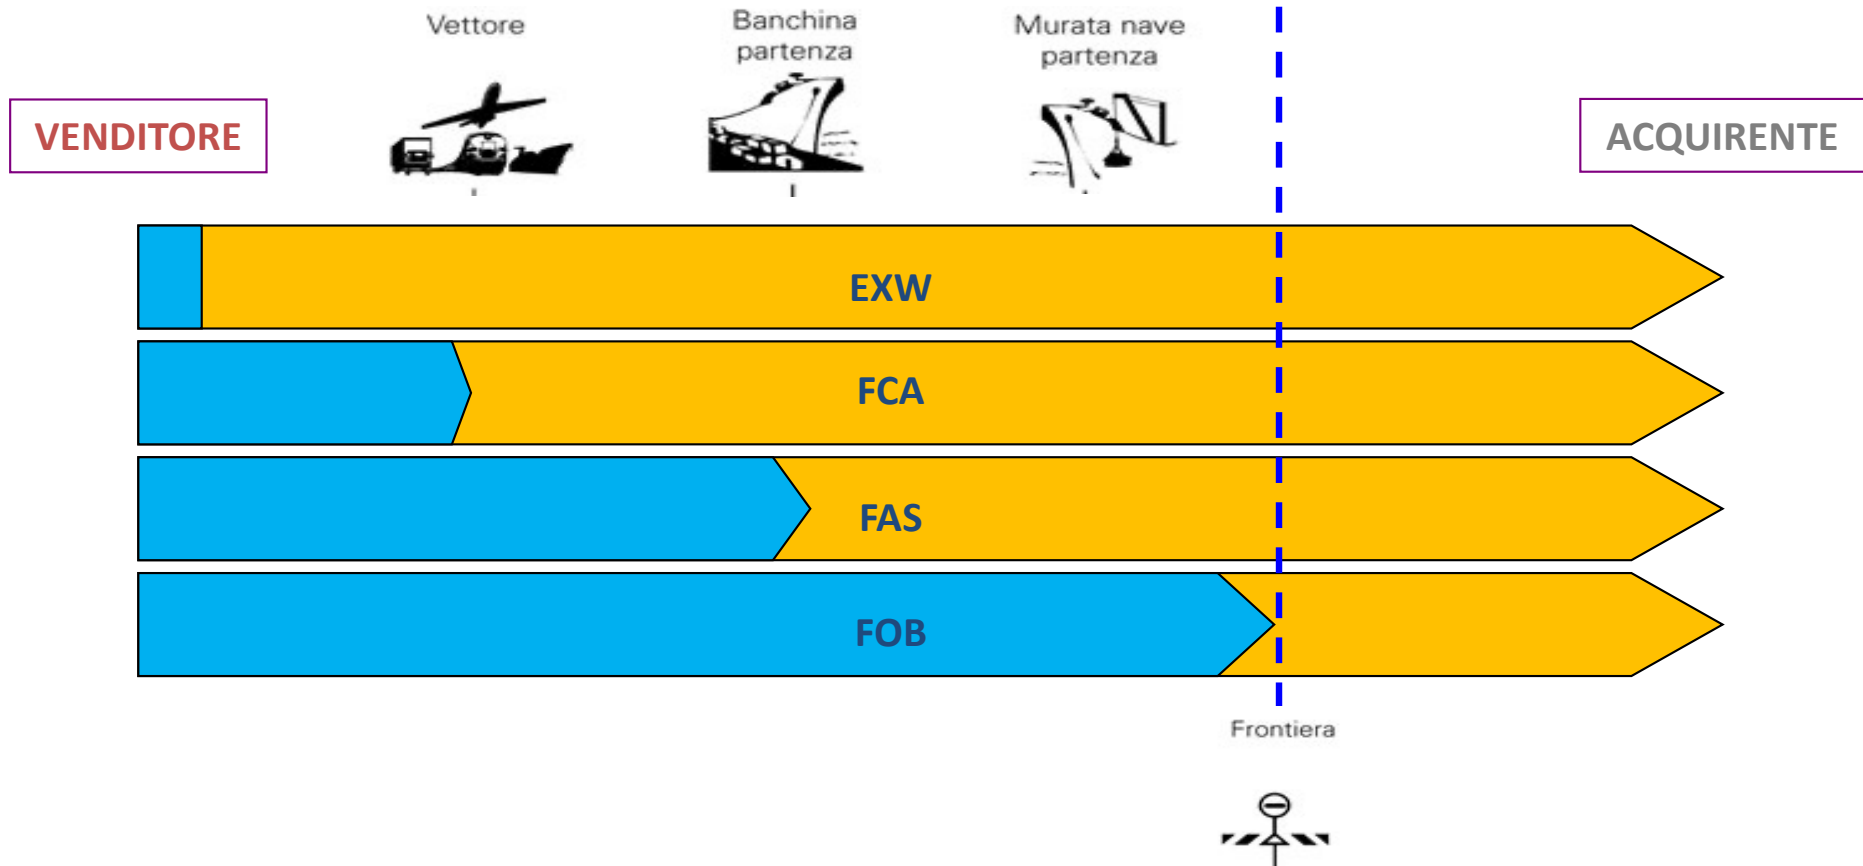 Vettore
Banchina
partenza
Murata nave
partenza
VENDITORE
ACQUIRENTE
EXW
FCA
FAS
FOB
Frontiera